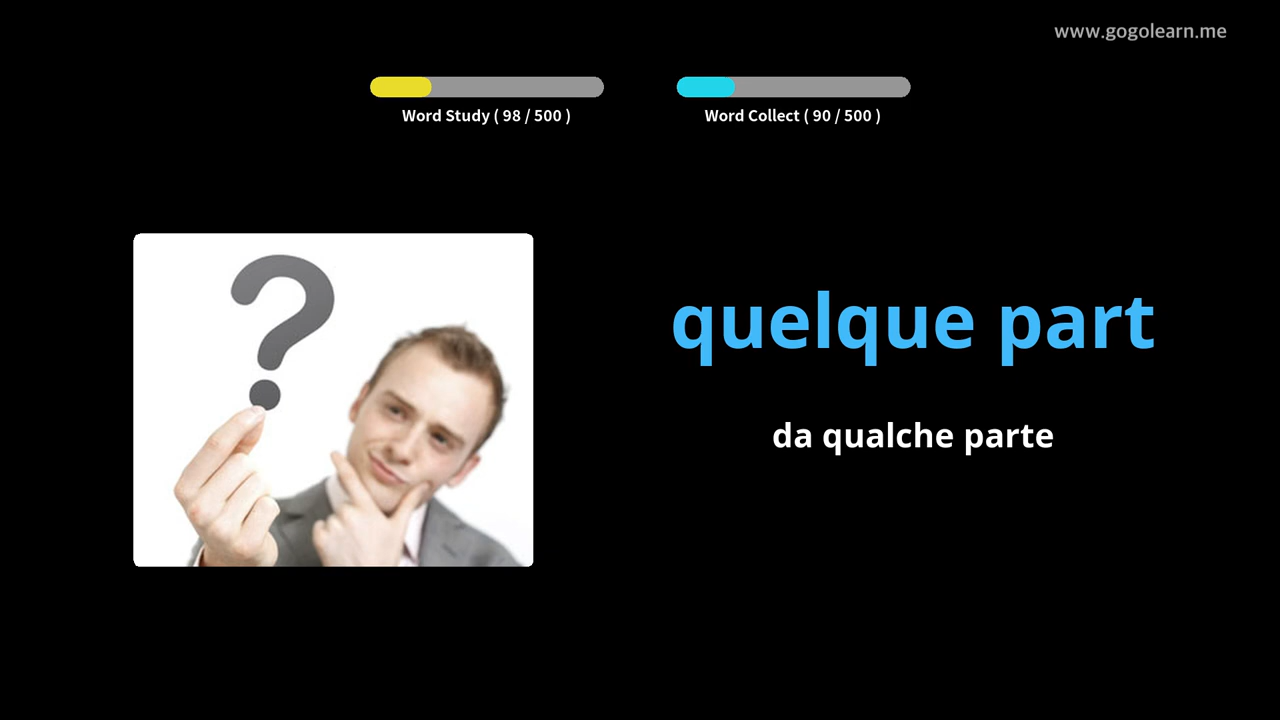 www.gogolearn.me
Word Study ( 98 / 500 )
Word Collect ( 90 / 500 )
quelque part
da qualche parte